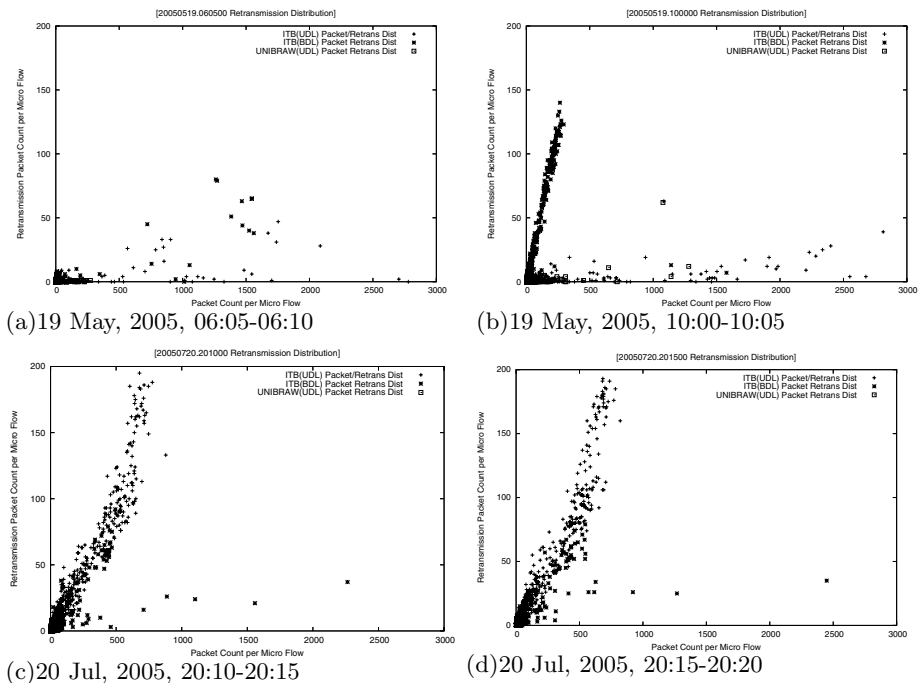 [20050519.060500 Retransmission Distribution]
ITB(UDL) Packet/Retrans Dist
ITB(BDL) Packet Retrans Dist
UNIBRAW(UDL) Packet Retrans Dist
Retransmission Packet Count per Micro Flow
200
150
100
50
0
0 500 1000 1500 2000 2500 3000
Packet Count per Micro Flow
(a)19 May, 2005, 06:05-06:10
[20050519.100000 Retransmission Distribution]
ITB(UDL) Packet/Retrans Dist
ITB(BDL) Packet Retrans Dist
UNIBRAW(UDL) Packet Retrans Dist
Retransmission Packet Count per Micro Flow
200
150
100
50
0
0 500 1000 1500 2000 2500 3000
Packet Count per Micro Flow
(b)19 May, 2005, 10:00-10:05
[20050720.201000 Retransmission Distribution]
ITB(UDL) Packet/Retrans Dist
ITB(BDL) Packet Retrans Dist
UNIBRAW(UDL) Packet Retrans Dist
Retransmission Packet Count per Micro Flow
200
150
100
50
0
0 500 1000 1500 2000 2500 3000
Packet Count per Micro Flow
(c)20 Jul, 2005, 20:10-20:15
[20050720.201500 Retransmission Distribution]
ITB(UDL) Packet/Retrans Dist
ITB(BDL) Packet Retrans Dist
UNIBRAW(UDL) Packet Retrans Dist
Retransmission Packet Count per Micro Flow
200
150
100
50
0
0 500 1000 1500 2000 2500 3000
Packet Count per Micro Flow
(d)20 Jul, 2005, 20:15-20:20